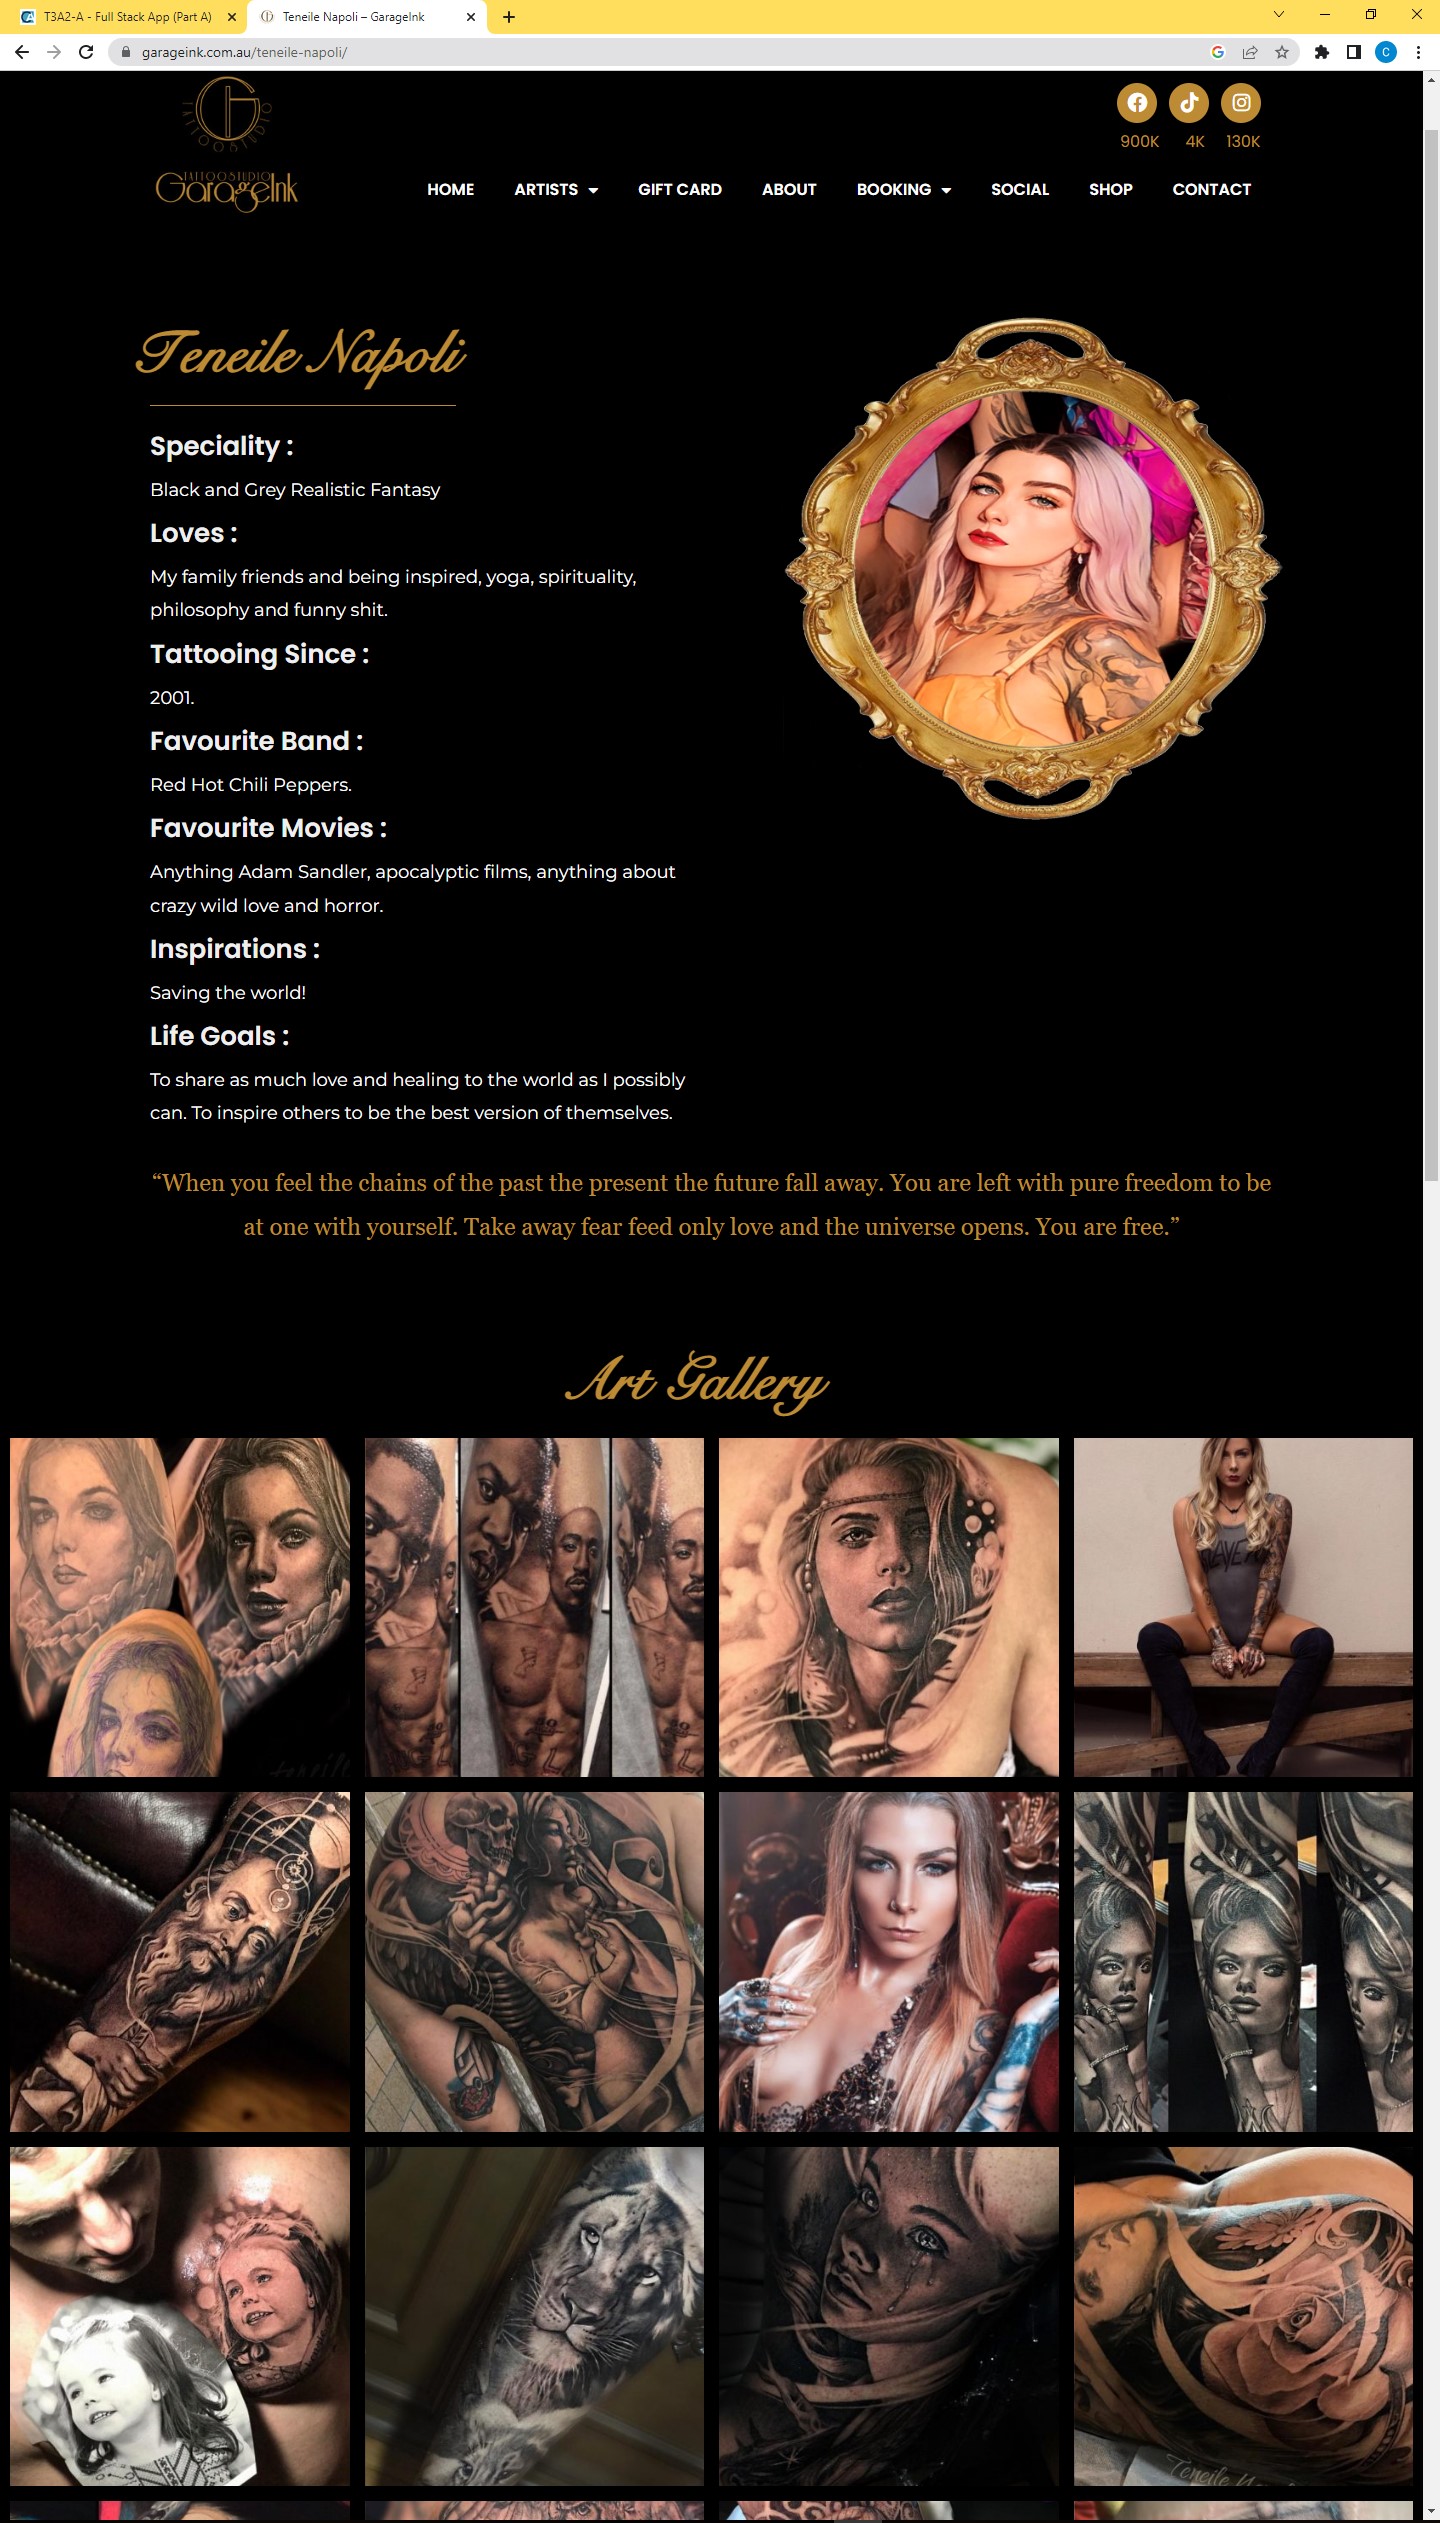 T3A2-A - Full Stack App (Part A)
Teneile Napoli – GarageInk
garageink.com.au/teneile-napoli/
C
TATTOO STUDIO
900K 4K 130K
TATTOOSTUDIO
GarageInk
HOME ARTISTS GIFT CARD ABOUT BOOKING SOCIAL SHOP CONTACT
Teneile Napoli
Speciality :
Black and Grey Realistic Fantasy
Loves :
My family friends and being inspired, yoga, spirituality,
philosophy and funny shit.
Tattooing Since :
2001.
Favourite Band :
Red Hot Chili Peppers.
Favourite Movies :
Anything Adam Sandler, apocalyptic films, anything about
crazy wild love and horror.
Inspirations :
Saving the world!
Life Goals :
To share as much love and healing to the world as I possibly
can. To inspire others to be the best version of themselves.
“When you feel the chains of the past the present the future fall away. You are left with pure freedom to be
at one with yourself. Take away fear feed only love and the universe opens. You are free.”
Art Gallery
teneile
Teneile